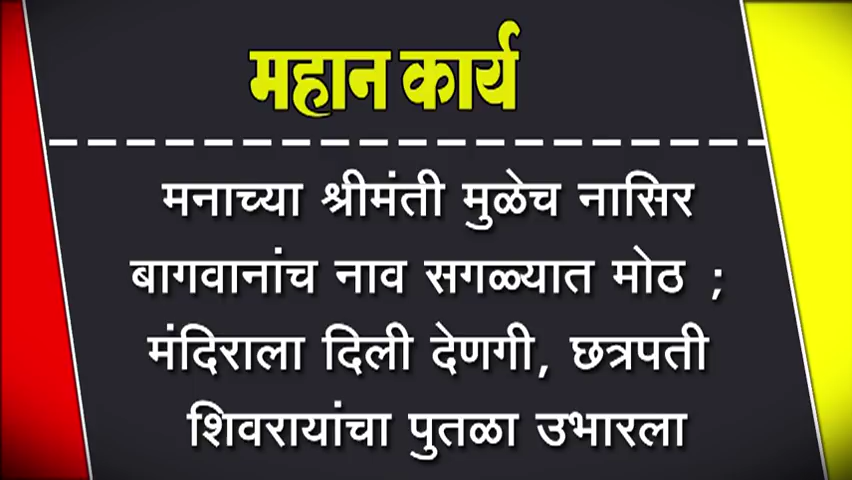 महान कार्य
मनाच्या श्रीमंती मुळेच नासिर
बागवानांच नाव सगळ्यात मोठ ;
मंदिराला दिली देणगी, छत्रपती
शिवरायांचा पुतळा उभारला